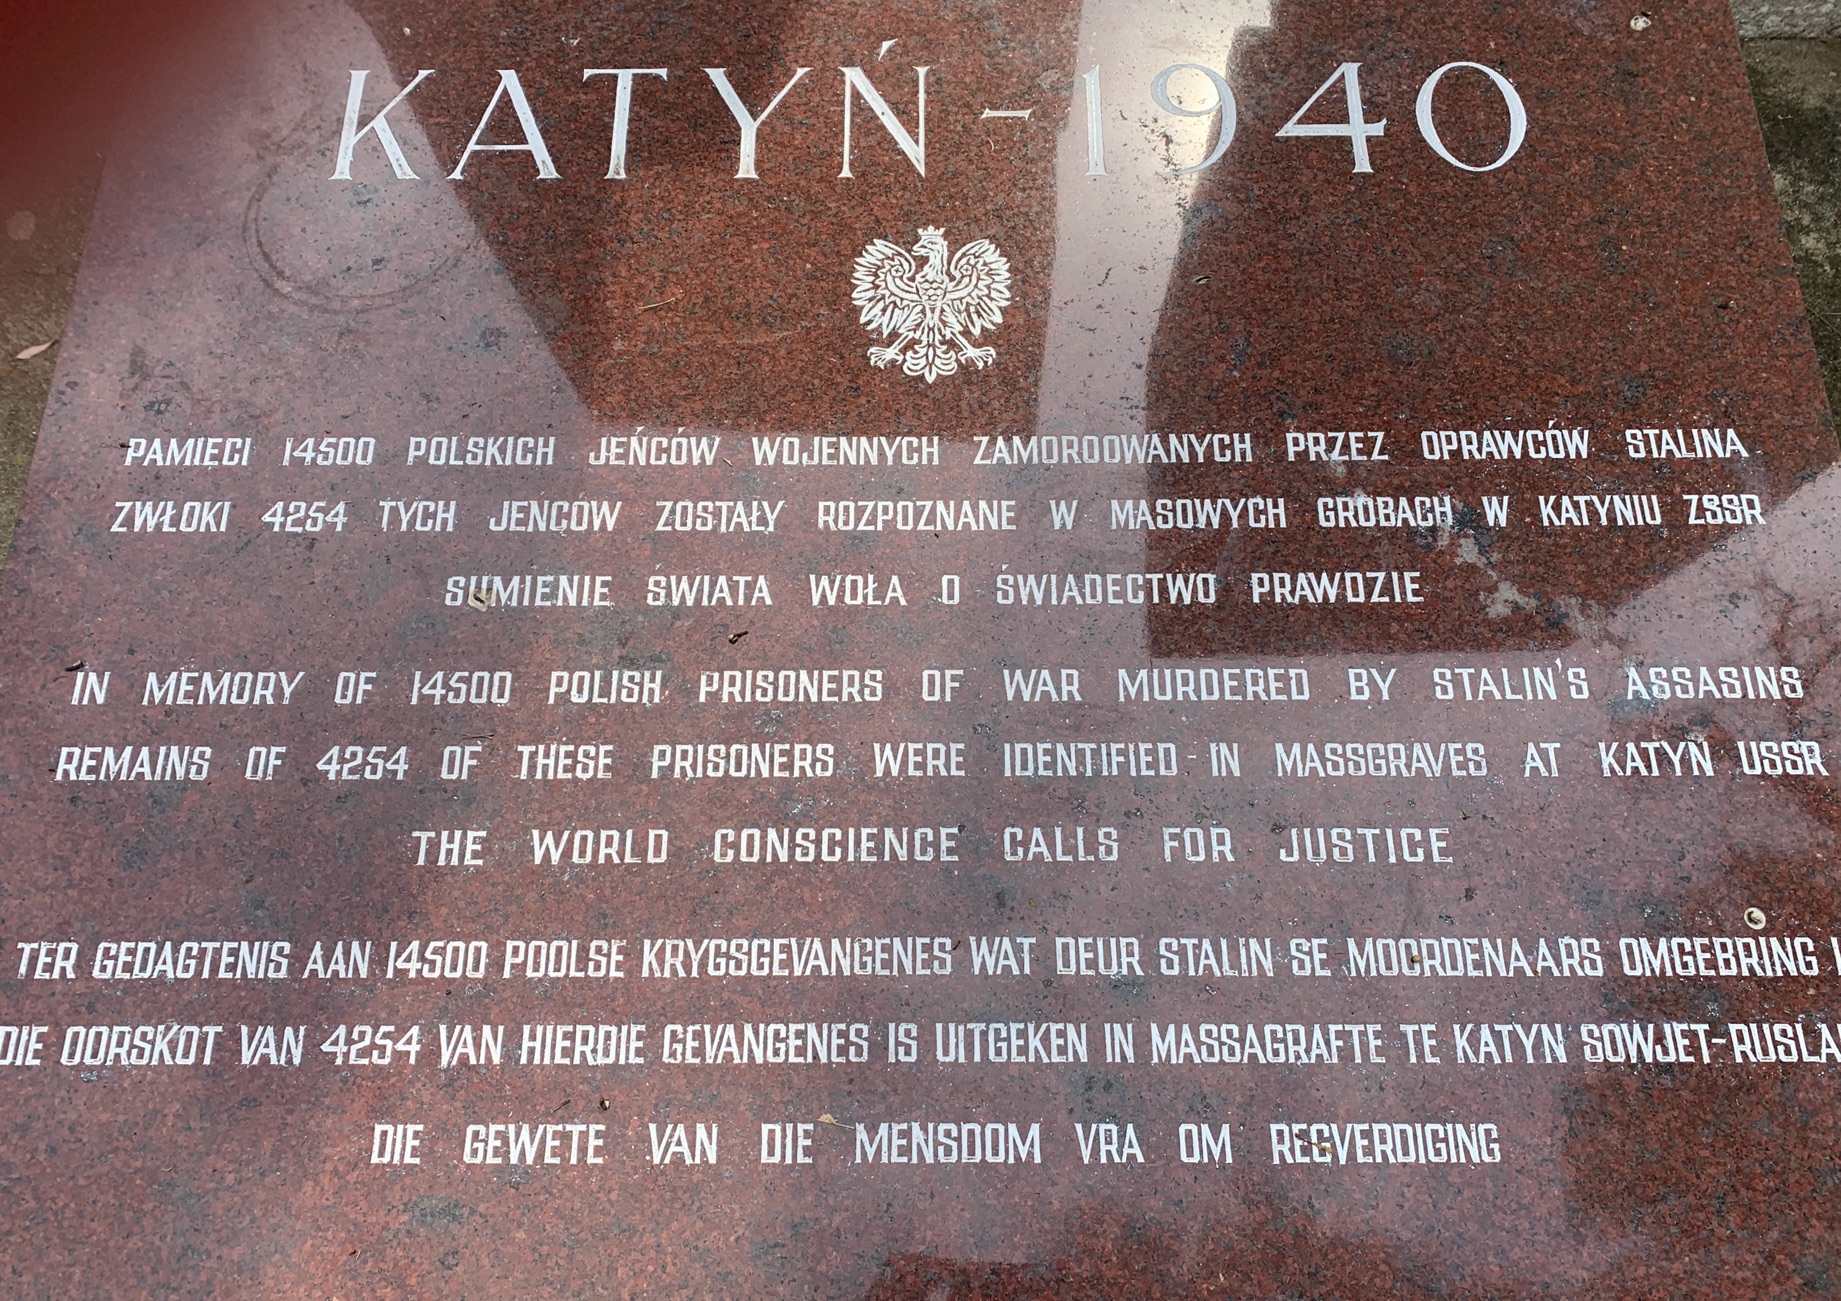 KATYŃ - 1940
PAMIĘCI 14500 POLSKICH JEŃCÓW WOJENNYCH ZAMORDOWANYCH PRZEZ OPRAWCÓW STALINA
ZWŁOKI 4254 TYCH JEŃCÓW ZOSTAŁY ROZPOZNANE W MASOWYCH GROBACH W KATYNIU ZSSR
SUMIENIE ŚWIATA WOŁA O ŚWIADECTWO PRAWDZIE
IN MEMORY OF 14500 POLISH PRISONERS OF WAR MURDERED BY STALIN'S ASSASINS
REMAINS OF 4254 OF THESE PRISONERS WERE IDENTIFIED IN MASSGRAVES AT KATYN USSR
THE WORLD CONSCIENCE CALLS FOR JUSTICE
TER GEDAGTENIS AAN 14500 POOLSE KRYGSGEVANGENES WAT DEUR STALIN SE MOORDENAARS OMGEBRING
DIE OORSKOT VAN 4254 VAN HIERDIE GEVANGENES IS UITGEKEN IN MASSAGRAFTE TE KATYN SOWJET-RUSLA
DIE GEWETE VAN DIE MENSDOM VRA OM REGVERDIGING